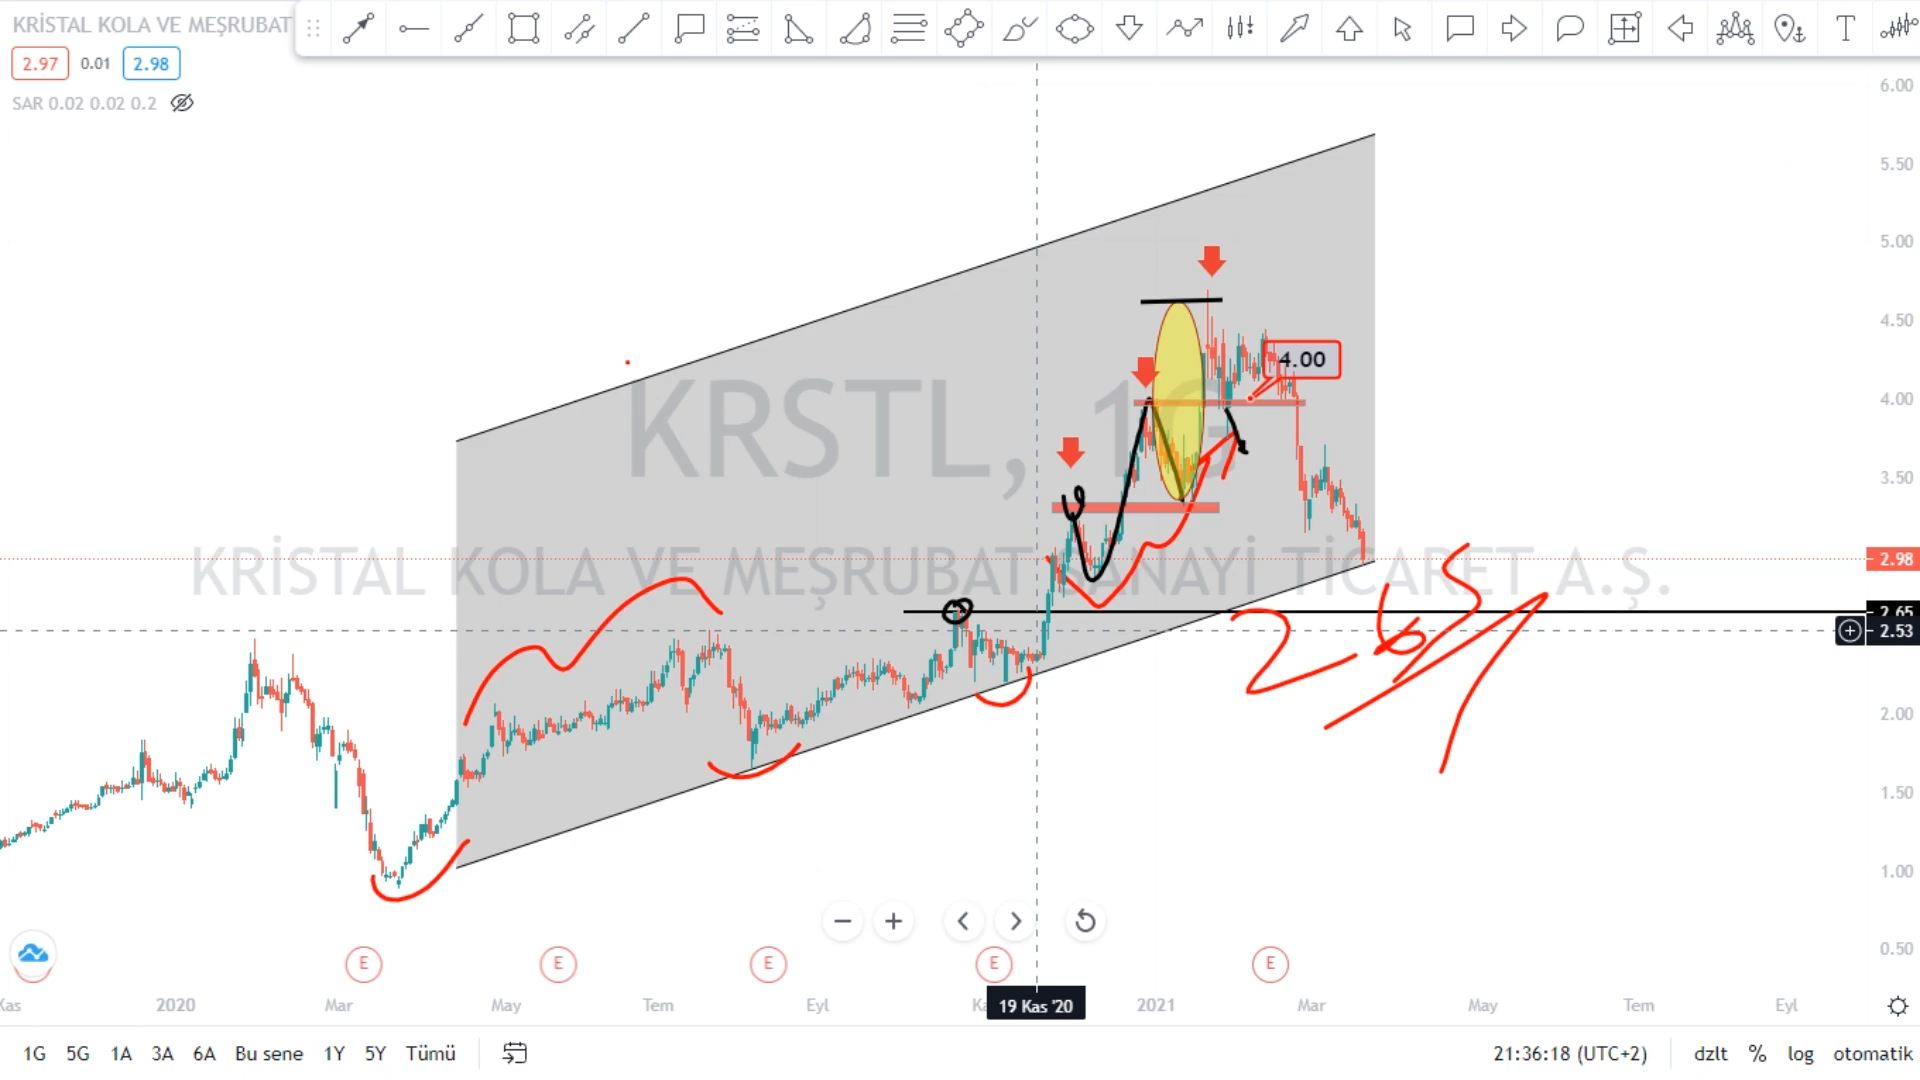 KRİSTAL KOLA VE MEŞRUBAT
2.97 0.01 2.98
SAR 0.02 0.02 0.2
T
6.00
5.50
5.00
4.50
4.00
4.00
3.50
KRSTL, 1G
KRİSTAL KOLA VE MEŞRUBAT SANAYİ TİCARET A.Ş.
2.98
2.65
2.65
2.53
2.00
1.50
1.00
0.50
E E E E E
Kas 2020 Mar May Tem Eyl 19 Kas '20 2021 Mar May Tem Eyl
1G 5G 1A 3A 6A Bu sene 1Y 5Y Tümü 21:36:18 (UTC+2) dzlt % log otomatik